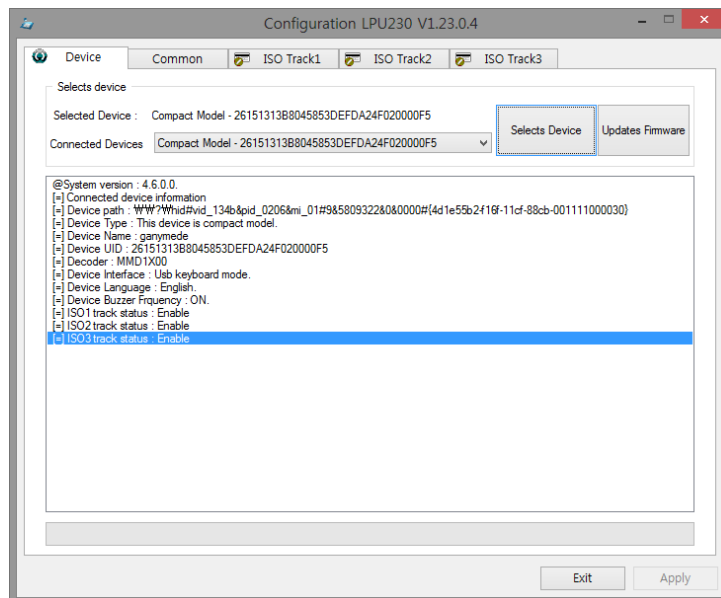 Configuration LPU230 V1.23.0.4
Device Common ISO Track1 ISO Track2 ISO Track3
Selects device
Selected Device : Compact Model - 26151313B8045853DEFDA24F020000F5
Connected Devices Compact Model - 26151313B8045853DEFDA24F020000F5
Selects Device Updates Firmware
@System version : 4.6.0.0.
[=] Connected device infomation
[=] Device path : ₩₩?₩hid#vid_134b&pid_0206&mi_01#9&5809322&0&0000#{4d1e55b2-f16f-11cf-88cb-001111000030}
[=] Device Type : This device is compact model.
[=] Device Name : ganymede
[=] Device UID : 26151313B8045853DEFDA24F020000F5
[=] Decoder : MMD1X00
[=] Device Interface : Usb keyboard mode.
[=] Device Language : English.
[=] Device Buzzer Frquency : ON.
[=] ISO1 track status : Enable
[=] ISO2 track status : Enable
[=] ISO3 track status : Enable
Exit Apply